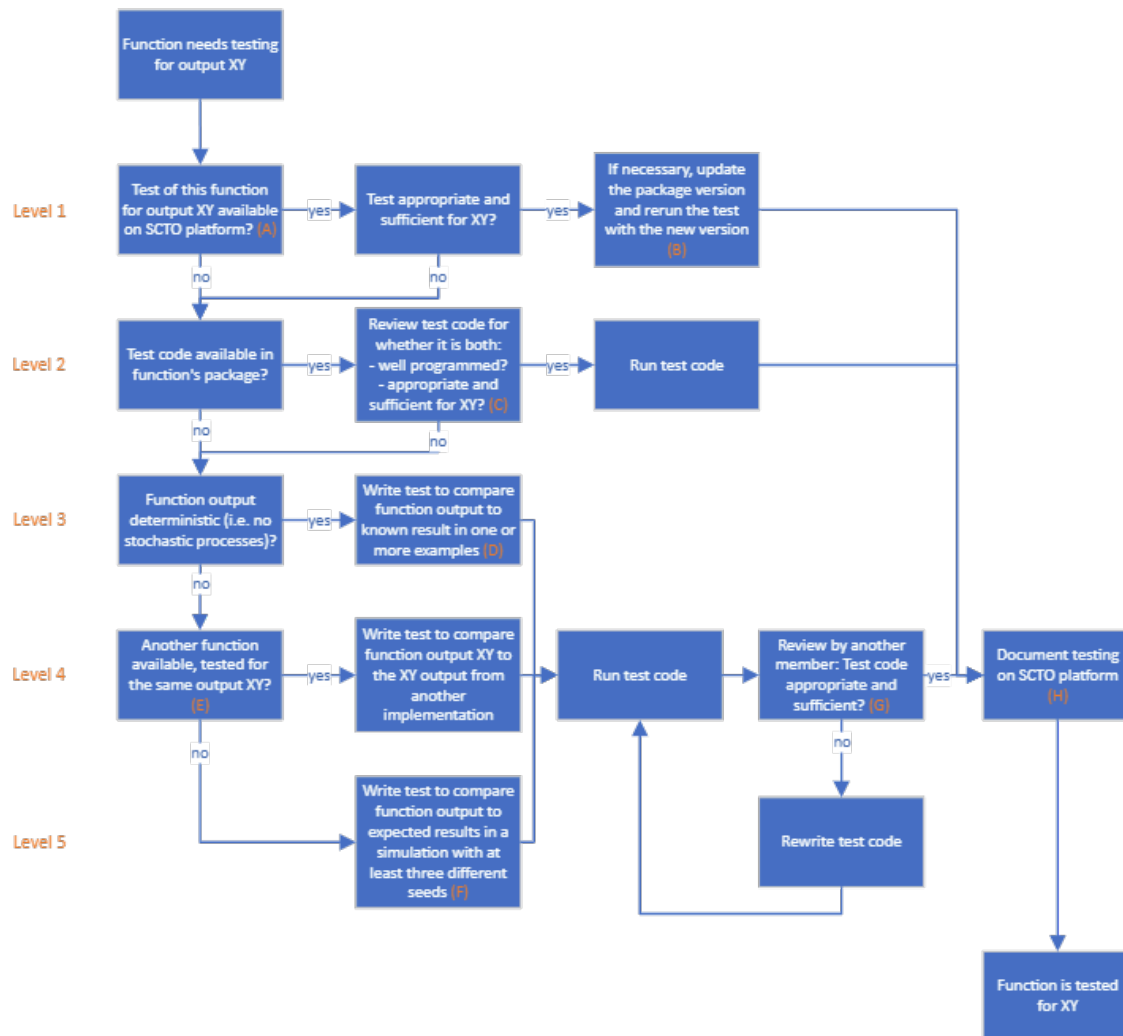 Function needs testing
for output XY
Level 1
Test of this function
for output XY available
on SCTO platform? (A)
yes
Test appropriate and
sufficient for XY?
yes
If necessary, update
the package version
and rerun the test
with the new version
(B)
no
no
Level 2
Test code available in
function's package?
yes
Review test code for
whether it is both:
- well programmed?
- appropriate and
sufficient for XY? (C)
yes
Run test code
no
no
Level 3
Function output
deterministic (i.e. no
stochastic processes)?
yes
Write test to compare
function output to
known result in one or
more examples (D)
no
Level 4
Another function
available, tested for
the same output XY?
(E)
yes
Write test to compare
function output XY to
the XY output from
another
implementation
Run test code
Review by another
member: Test code
appropriate and
sufficient? (G)
yes
Document testing
on SCTO platform
(H)
no
no
Level 5
Write test to compare
function output to
expected results in a
simulation with at
least three different
seeds (F)
Rewrite test code
Function is tested
for XY